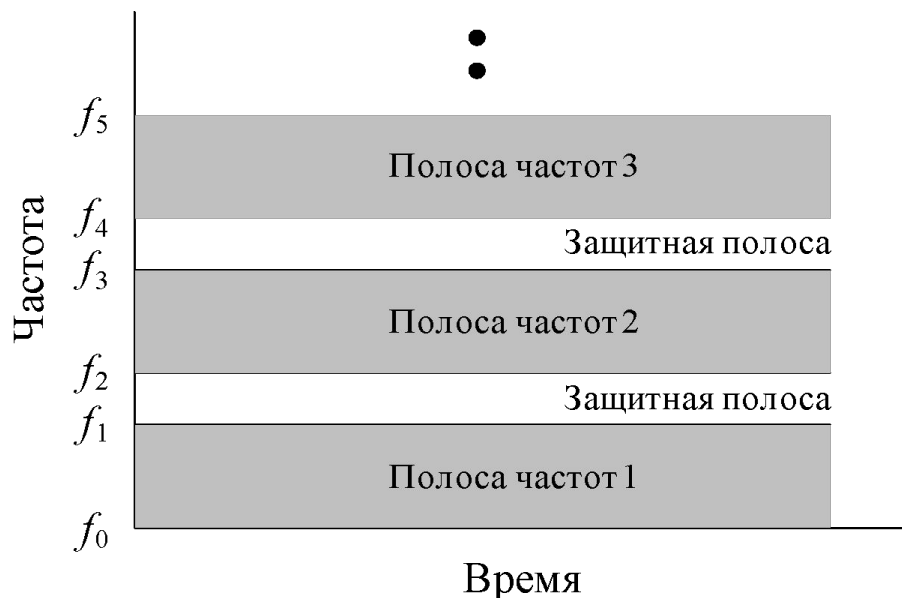 f5
Полоса частот 3
f4
Защитная полоса
f3
Полоса частот 2
f2
Защитная полоса
f1
Полоса частот 1
f0
Частота
Время